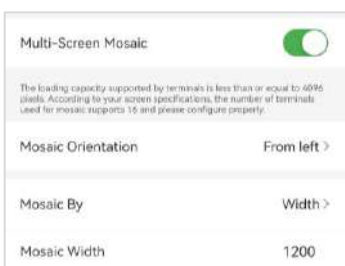 Multi-Screen Mosaic
The loading capacity supported by terminals is less than or equal to 4096
pixels. According to your screen specifications, the number of terminals
used for mosaic supports 16 and please configure properly.
Mosaic Orientation From left >
Mosaic By Width >
Mosaic Width 1200